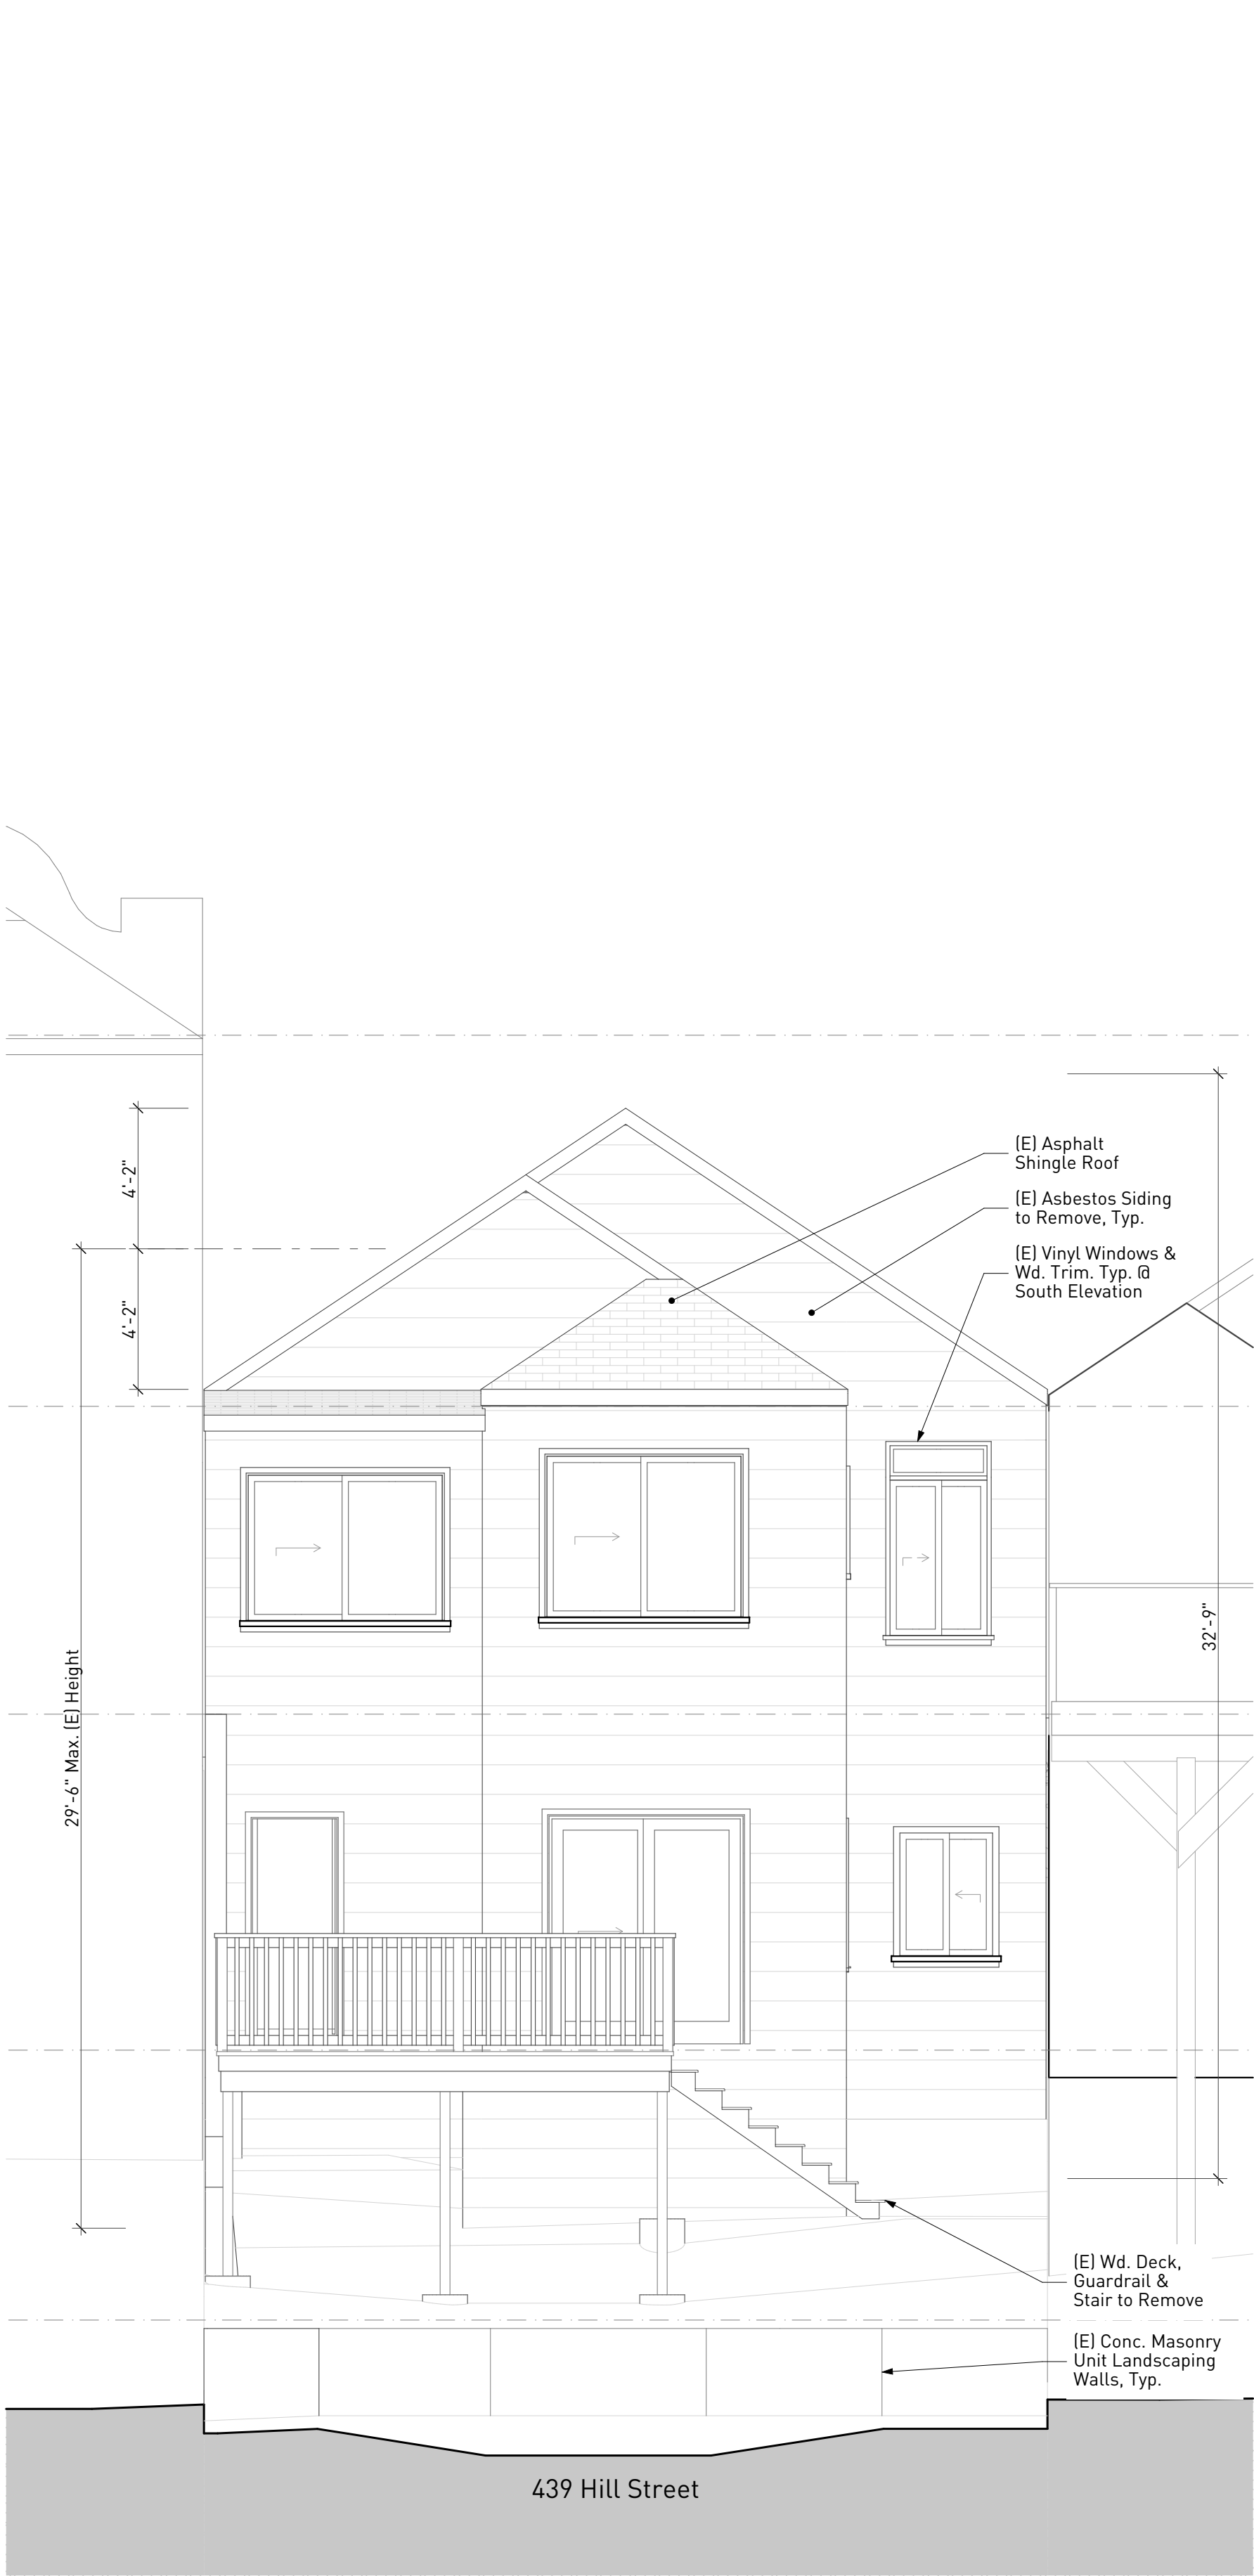 4'-2"
4'-2"
29'-6" Max. (E) Height
(E) Asphalt
Shingle Roof
(E) Asbestos Siding
to Remove, Typ.
(E) Vinyl Windows &
Wd. Trim. Typ. @
South Elevation
32'-9"
(E) Wd. Deck,
Guardrail &
Stair to Remove
(E) Conc. Masonry
Unit Landscaping
Walls, Typ.
439 Hill Street